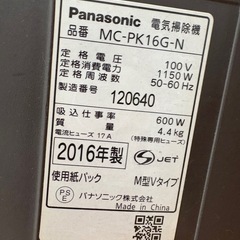 Panasonic 電気掃除機
品番 MC-PK16G-N
定格電圧 100V
定格消費電力 1150W
定格周波数 50-60Hz
製造番号 120640
吸込仕事率 600W
質量 4.4kg
電流ヒューズ 17A (特殊専用ヒューズ)
2016年製 S JET
使用紙パック M型Vタイプ
PSE パナソニック株式会社
Made in China